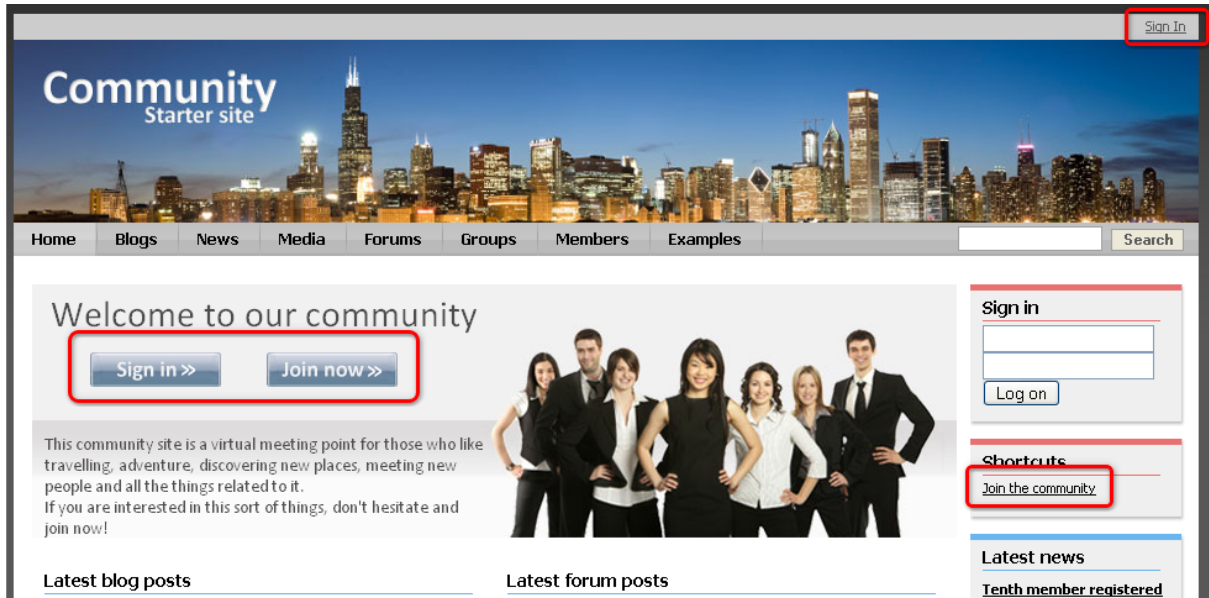 Sign In
Community
Starter site
Home Blogs News Media Forums Groups Members Examples Search
Welcome to our community
Sign in » Join now »
This community site is a virtual meeting point for those who like
travelling, adventure, discovering new places, meeting new
people and all the things related to it.
If you are interested in this sort of things, don't hesitate and
join now!
Latest blog posts
Latest forum posts
Sign in
Log on
Shortcuts
Join the community
Latest news
Tenth member registered